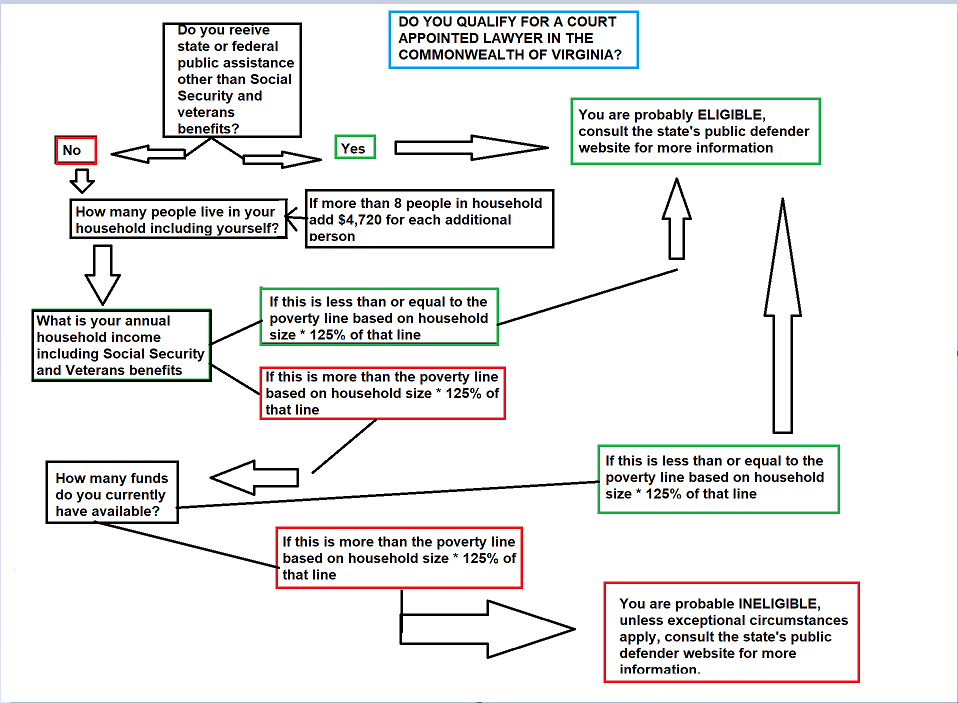 DO YOU QUALIFY FOR A COURT
APPOINTED LAWYER IN THE
COMMONWEALTH OF VIRGINIA?
Do you reeive
state or federal
public assistance
other than Social
Security and
veterans
benefits?
No
Yes
You are probably ELIGIBLE,
consult the state's public defender
website for more information
How many people live in your
household including yourself?
If more than 8 people in household
add $4,720 for each additional
person
What is your annual
household income
including Social Security
and Veterans benefits
If this is less than or equal to the
poverty line based on household
size * 125% of that line
If this is more than the poverty line
based on household size * 125% of
that line
How many funds
do you currently
have available?
If this is less than or equal to the
poverty line based on household
size * 125% of that line
If this is more than the poverty line
based on household size * 125% of
that line
You are probable INELIGIBLE,
unless exceptional circumstances
apply, consult the state's public
defender website for more
information.